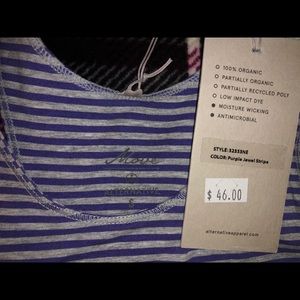 100% ORGANIC
PARTIALLY ORGANIC
PARTIALLY RECYCLED POLY
LOW IMPACT DYE
MOISTURE WICKING
ANTIMICROBIAL
STYLE: 32333NE
COLOR: Purple Jewel Stripe
$ 46.00
alternativeapparel.com
Move
S